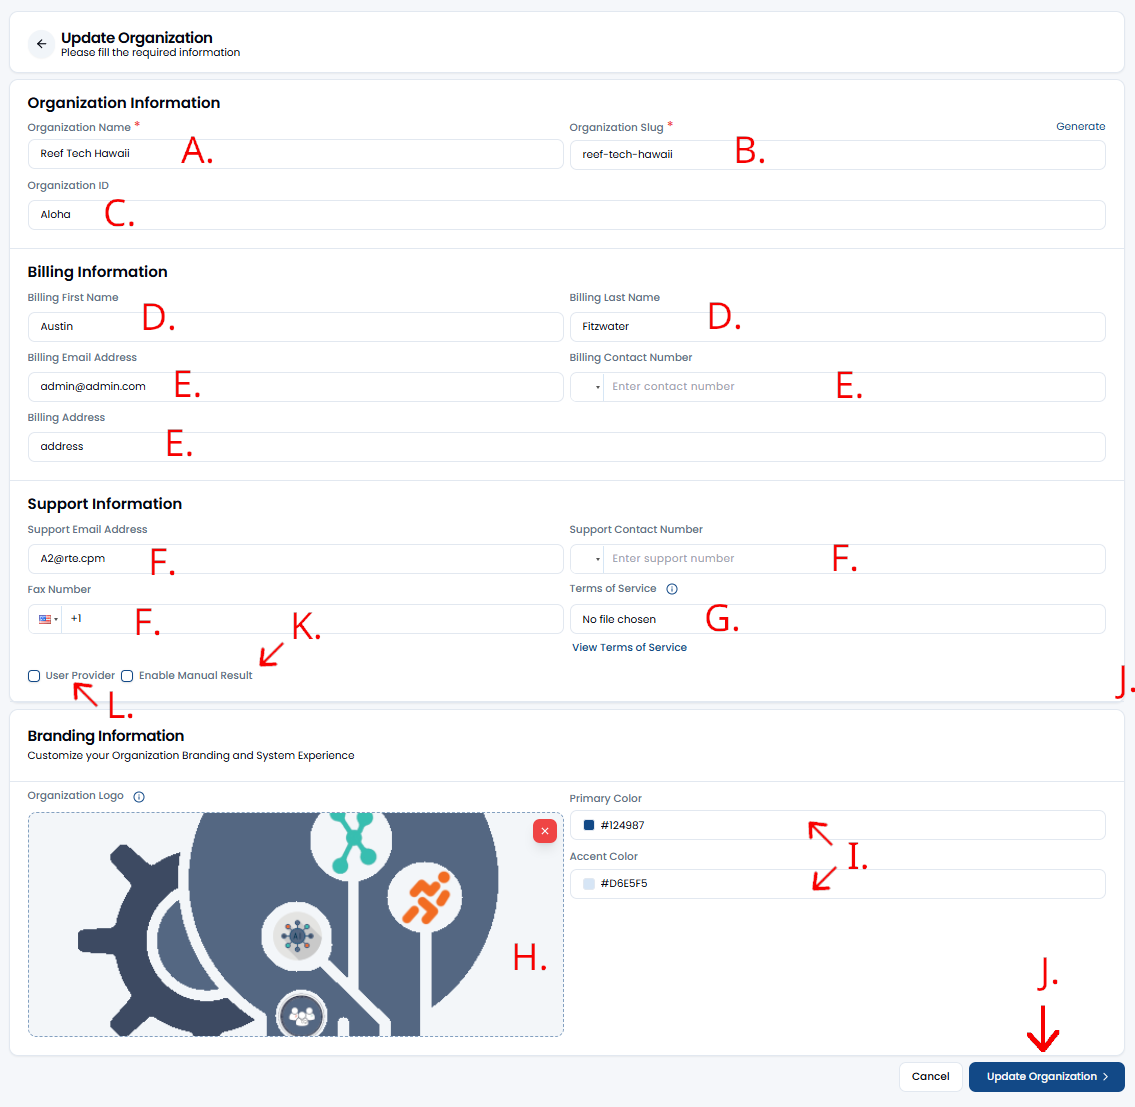 Update Organization
Please fill the required information
Organization Information
Organization Name *
Reef Tech Hawaii A.
Organization Slug * Generate
reef-tech-hawaii B.
Organization ID
Aloha C.
Billing Information
Billing First Name
Austin D.
Billing Last Name
Fitzwater D.
Billing Email Address
admin@admin.com E.
Billing Contact Number
Enter contact number E.
Billing Address
address E.
Support Information
Support Email Address
A2@rte.cpm F.
Support Contact Number
Enter support number F.
Fax Number
+1 F.
Terms of Service
No file chosen G.
View Terms of Service
K.
User Provider Enable Manual Result
L.
J.
Branding Information
Customize your Organization Branding and System Experience
Organization Logo
AI
H.
Primary Color
#124987
I.
Accent Color
#D6E5F5
J.
Cancel Update Organization